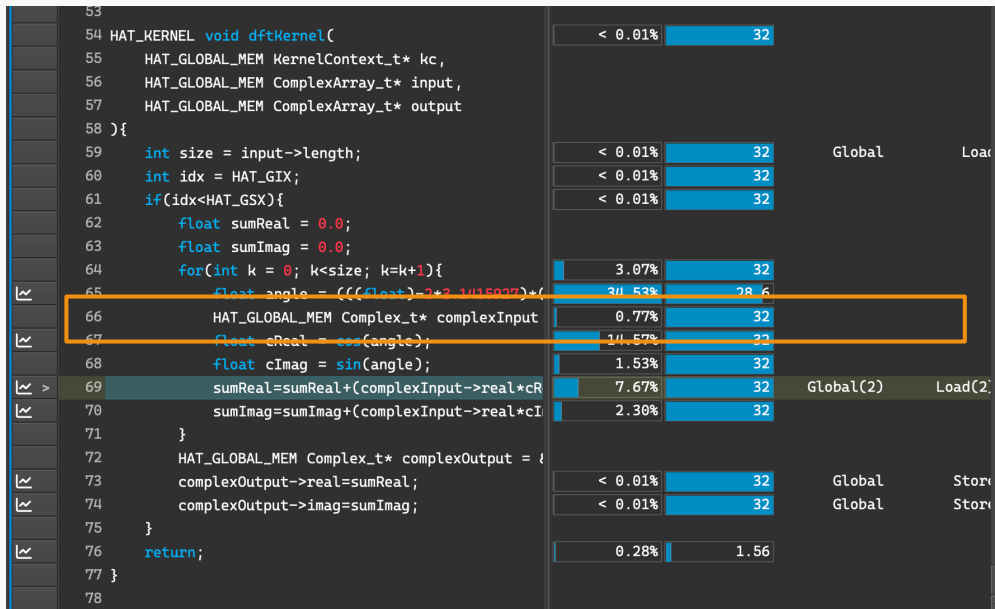 53
54 HAT_KERNEL void dftKernel( < 0.01% 32
55 HAT_GLOBAL_MEM KernelContext_t* kc,
56 HAT_GLOBAL_MEM ComplexArray_t* input,
57 HAT_GLOBAL_MEM ComplexArray_t* output
58 ){
59 int size = input->length; < 0.01% 32 Global Load
60 int idx = HAT_GIX; < 0.01% 32
61 if(idx<HAT_GSX){ < 0.01% 32
62 float sumReal = 0.0;
63 float sumImag = 0.0;
64 for(int k = 0; k<size; k=k+1){ 3.07% 32
65 float angle = (((float)-2*3.1415927)*( 34.53% 28.6
66 HAT_GLOBAL_MEM Complex_t* complexInput 0.77% 32
67 float cReal = cos(angle); 14.57% 32
68 float cImag = sin(angle); 1.53% 32
> 69 sumReal=sumReal+(complexInput->real*cR 7.67% 32 Global(2) Load(2)
70 sumImag=sumImag+(complexInput->real*cI 2.30% 32
71 }
72 HAT_GLOBAL_MEM Complex_t* complexOutput = &
73 complexOutput->real=sumReal; < 0.01% 32 Global Store
74 complexOutput->imag=sumImag; < 0.01% 32 Global Store
75 }
76 return; 0.28% 1.56
77 }
78